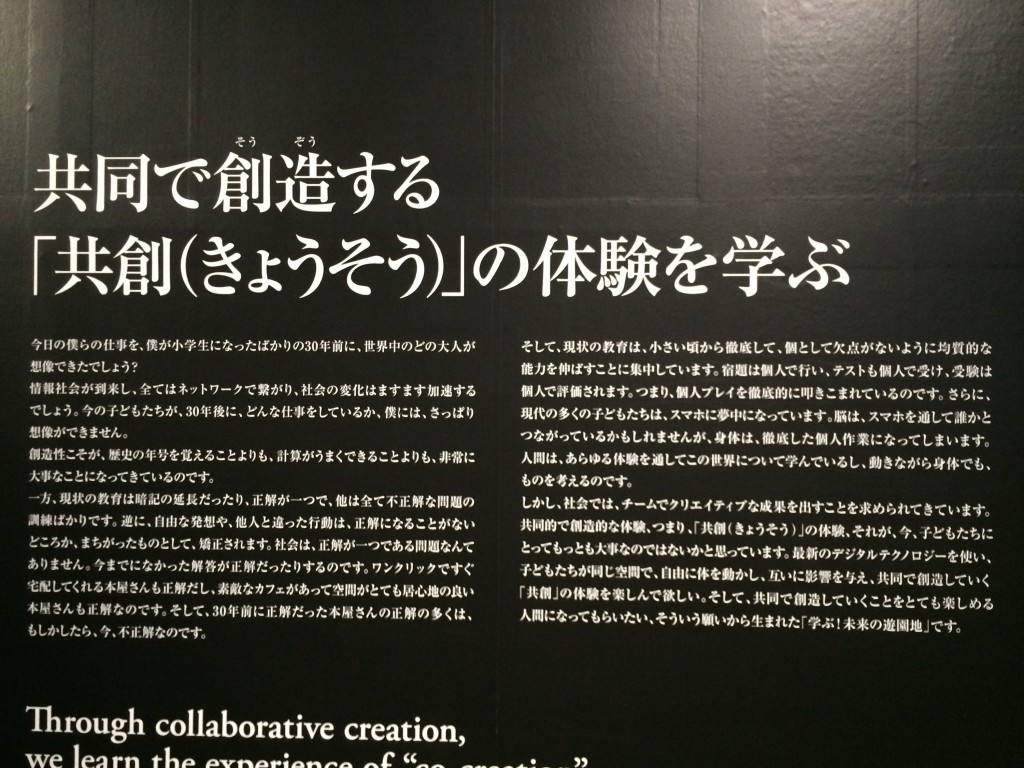 そう ぞう
共同で創造する
「共創(きょうそう)」の体験を学ぶ
今日の僕らの仕事を、僕が小学生になったばかりの30年前に、世界中のどの大人が
想像できたでしょう?
情報社会が到来し、全てはネットワークで繋がり、社会の変化はますます加速する
でしょう。今の子どもたちが、30年後に、どんな仕事をしているか、僕には、さっぱり
想像ができません。
創造性こそが、歴史の年号を覚えることよりも、計算がうまくできることよりも、非常に
大事なことになってきているのです。
一方、現状の教育は暗記の延長だったり、正解が一つで、他は全て不正解な問題の
訓練ばかりです。逆に、自由な発想や、他人と違った行動は、正解になることがない
どころか、まちがったものとして、矯正されます。社会は、正解が一つである問題なんて
ありません。今までになかった解答が正解だったりするのです。ワンクリックですぐ
宅配してくれる本屋さんも正解だし、素敵なカフェがあって空間がとても居心地の良い
本屋さんも正解なのです。そして、30年前に正解だった本屋さんの正解の多くは、
もしかしたら、今、不正解なのです。
そして、現状の教育は、小さい頃から徹底して、個として欠点がないように均質的な
能力を伸ばすことに集中しています。宿題は個人で行い、テストも個人で受け、受験は
個人で評価されます。つまり、個人プレイを徹底的に叩きこまれているのです。さらに、
現代の多くの子どもたちは、スマホに夢中になっています。脳は、スマホを通して誰かと
つながっているかもしれませんが、身体は、徹底した個人作業になってしまいます。
人間は、あらゆる体験を通してこの世界について学んでいるし、動きながら身体でも、
ものを考えるのです。
しかし、社会では、チームでクリエイティブな成果を出すことを求められてきています。
共同的で創造的な体験、つまり、「共創(きょうそう)」の体験、それが、今、子どもたちに
とってもっとも大事なのではないかと思っています。最新のデジタルテクノロジーを使い、
子どもたちが同じ空間で、自由に体を動かし、互いに影響を与え、共同で創造していく
「共創」の体験を楽しんで欲しい。そして、共同で創造していくことをとても楽しめる
人間になってもらいたい、そういう願いから生まれた「学ぶ!未来の遊園地」です。
Through collaborative creation,
we learn the experience of "co-creation"